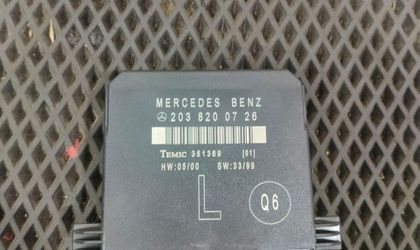 MERCEDES BENZ
203 820 07 26
TEMIC 351369 [01]
HW:05/00 SW:33/99
L
Q6